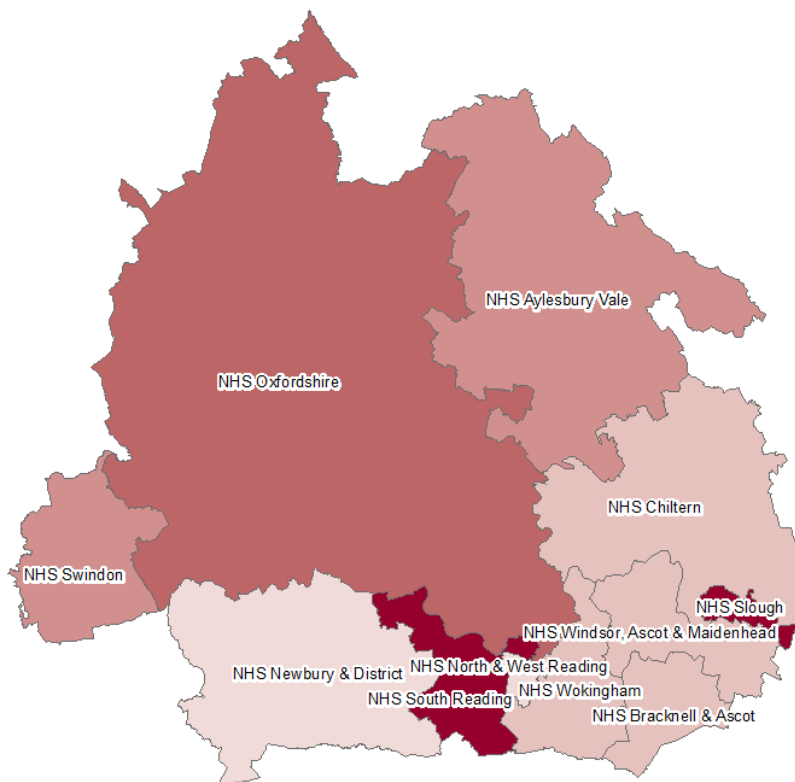 NHS Aylesbury Vale
NHS Oxfordshire
NHS Chiltern
NHS Swindon
NHS Slough
NHS Windsor, Ascot & Maidenhead
NHS North & West Reading
NHS Newbury & District
NHS Wokingham
NHS South Reading
NHS Bracknell & Ascot